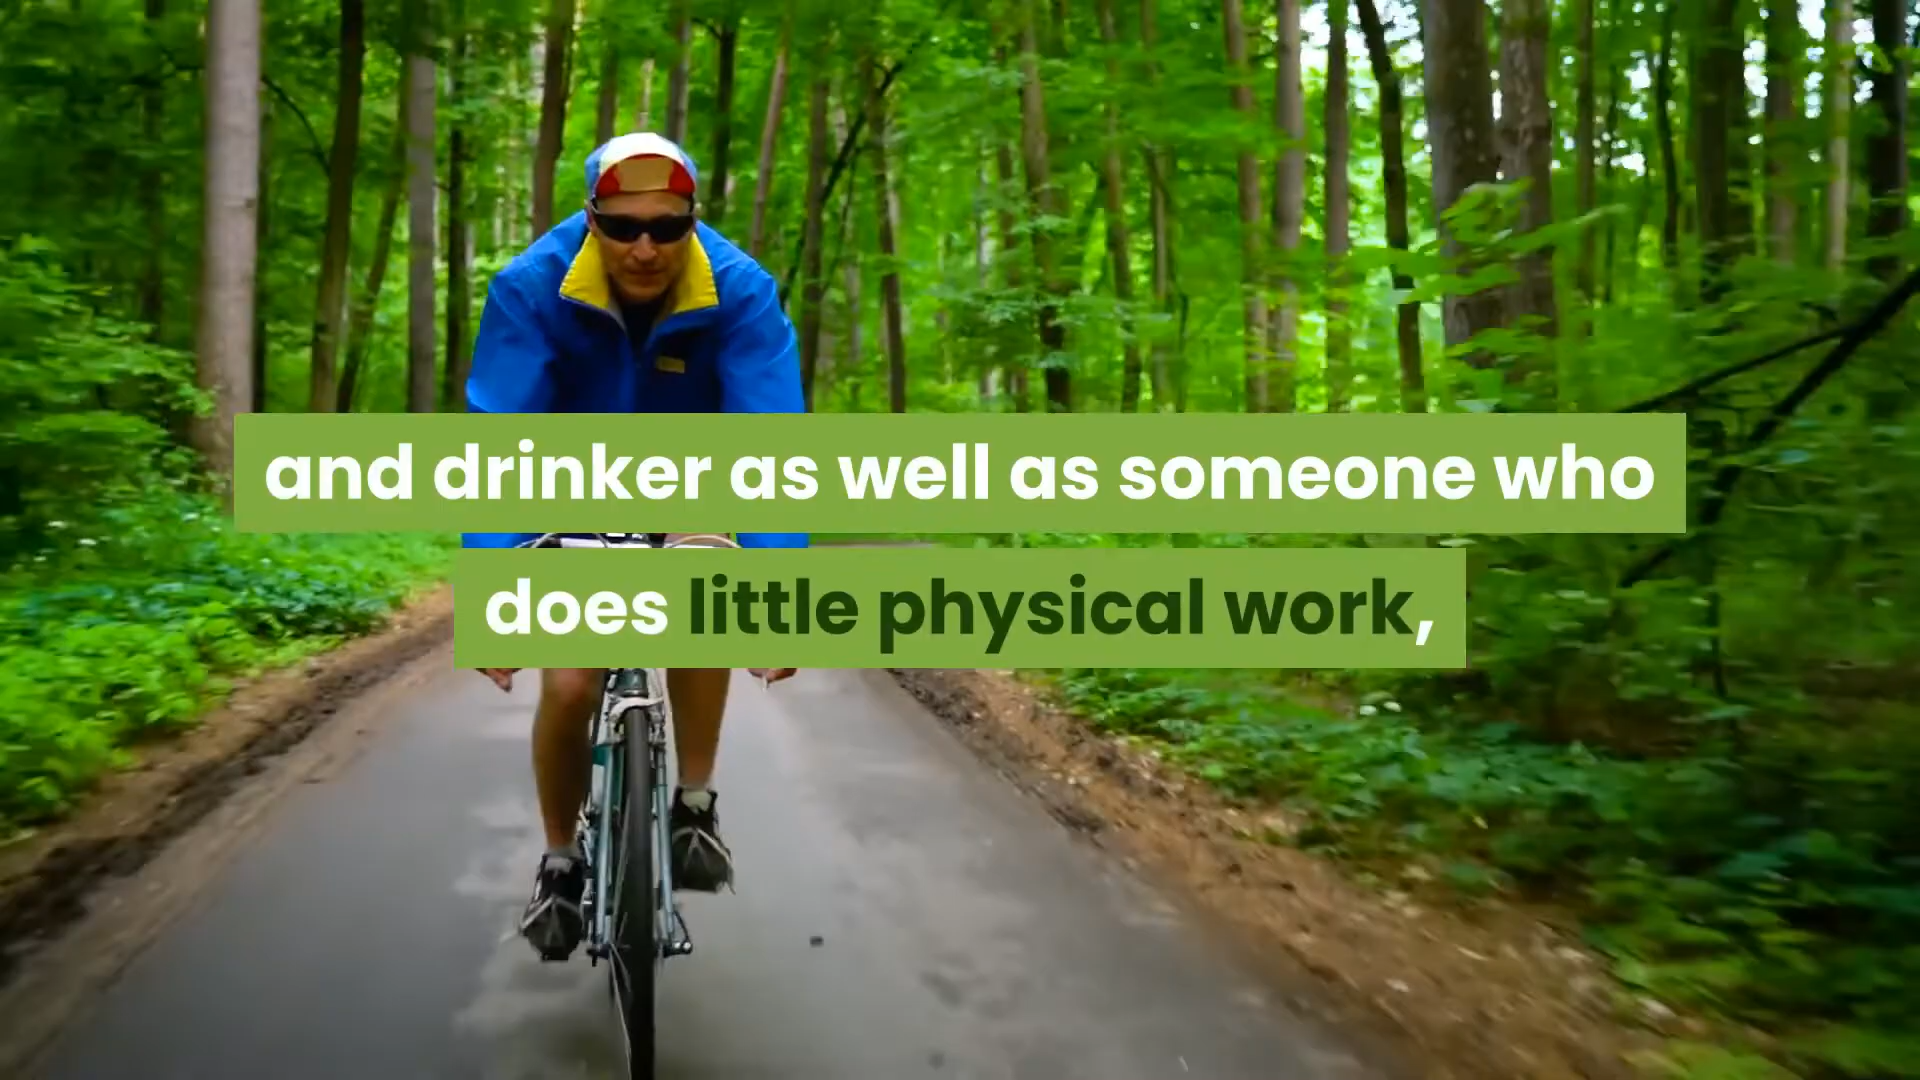 and drinker as well as someone who
does little physical work,